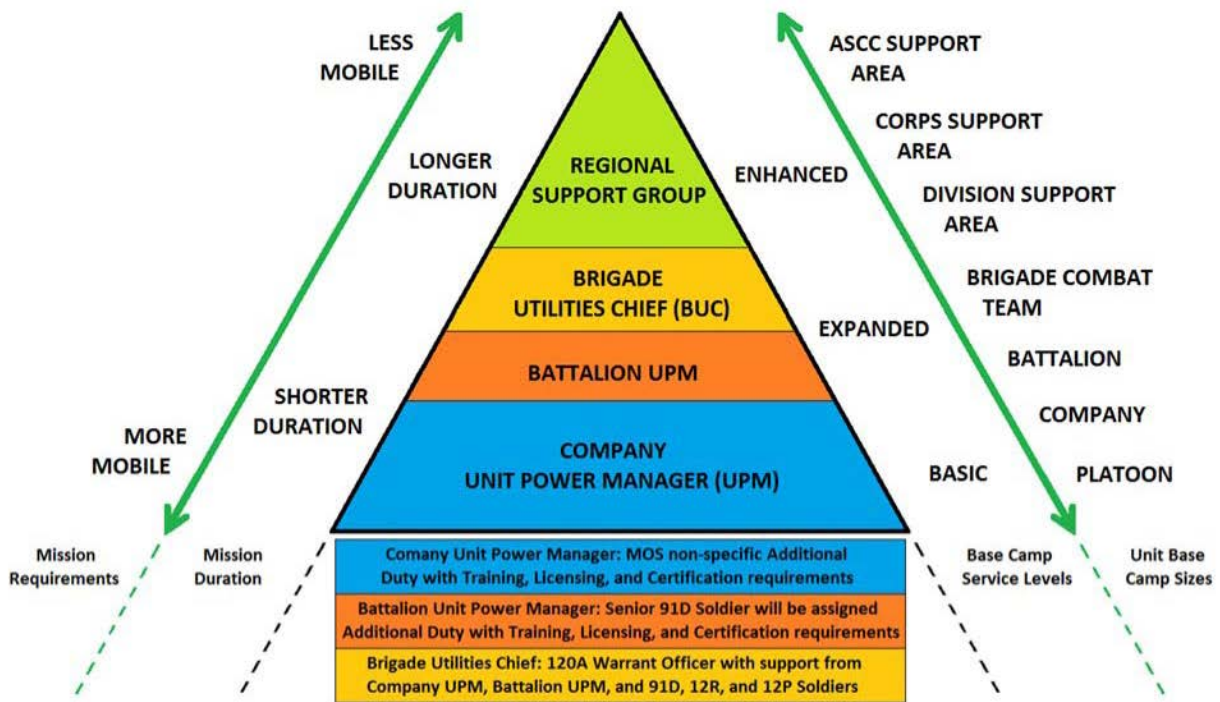 LESS
MOBILE
ASCC SUPPORT
AREA
CORPS SUPPORT
AREA
LONGER
DURATION
REGIONAL
SUPPORT GROUP
ENHANCED
DIVISION SUPPORT
AREA
BRIGADE
UTILITIES CHIEF (BUC)
BRIGADE COMBAT
TEAM
EXPANDED
BATTALION UPM
BATTALION
SHORTER
DURATION
COMPANY
MORE
MOBILE
COMPANY
UNIT POWER MANAGER (UPM)
BASIC
PLATOON
Mission
Requirements
Mission
Duration
Comany Unit Power Manager: MOS non-specific Additional
Duty with Training, Licensing, and Certification requirements
Base Camp
Service Levels
Unit Base
Camp Sizes
Battalion Unit Power Manager: Senior 91D Soldier will be assigned
Additional Duty with Training, Licensing, and Certification requirements
Brigade Utilities Chief: 120A Warrant Officer with support from
Company UPM, Battalion UPM, and 91D, 12R, and 12P Soldiers